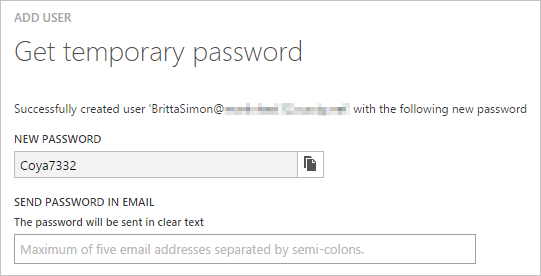 ADD USER
Get temporary password
Successfully created user 'BrittaSimon@ with the following new password
NEW PASSWORD
Coya7332
SEND PASSWORD IN EMAIL
The password will be sent in clear text
Maximum of five email addresses separated by semi-colons.